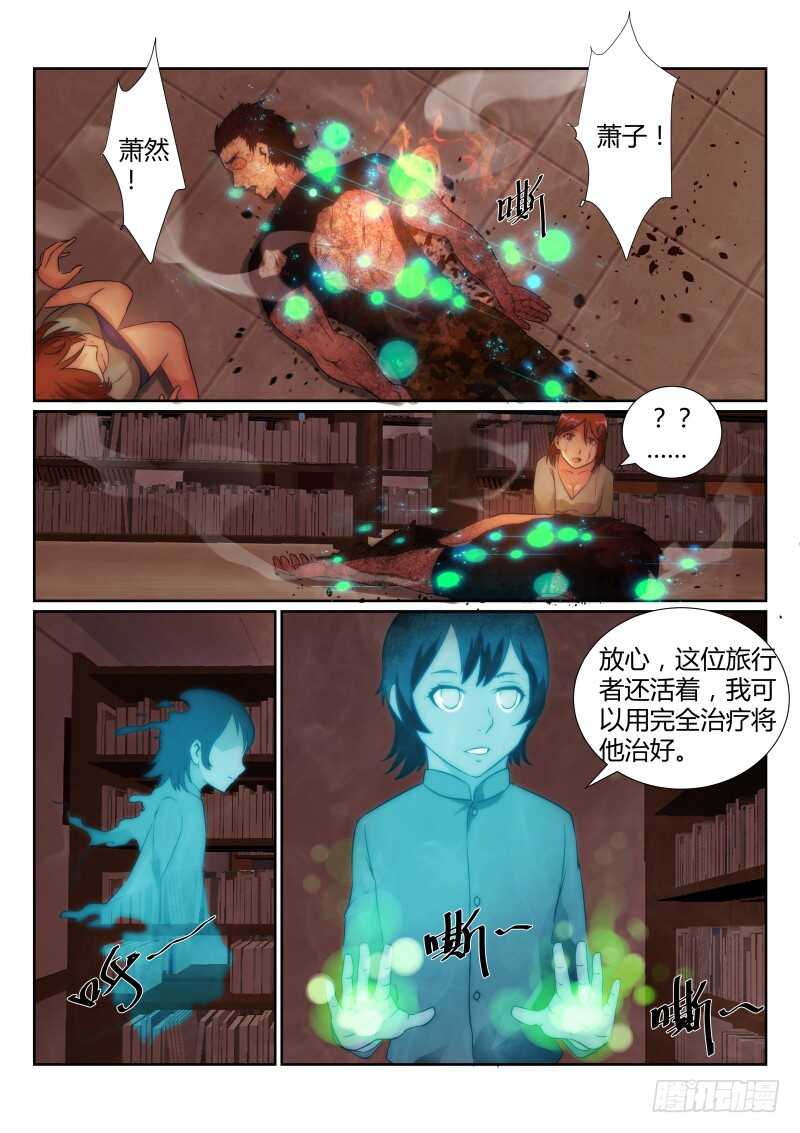 萧然
！
萧子！
嘶
？？
……
放心，这位旅行
者还活着，我可
以用完全治疗将
他治好。
呼～
嘶～
嘶～
腾讯动漫